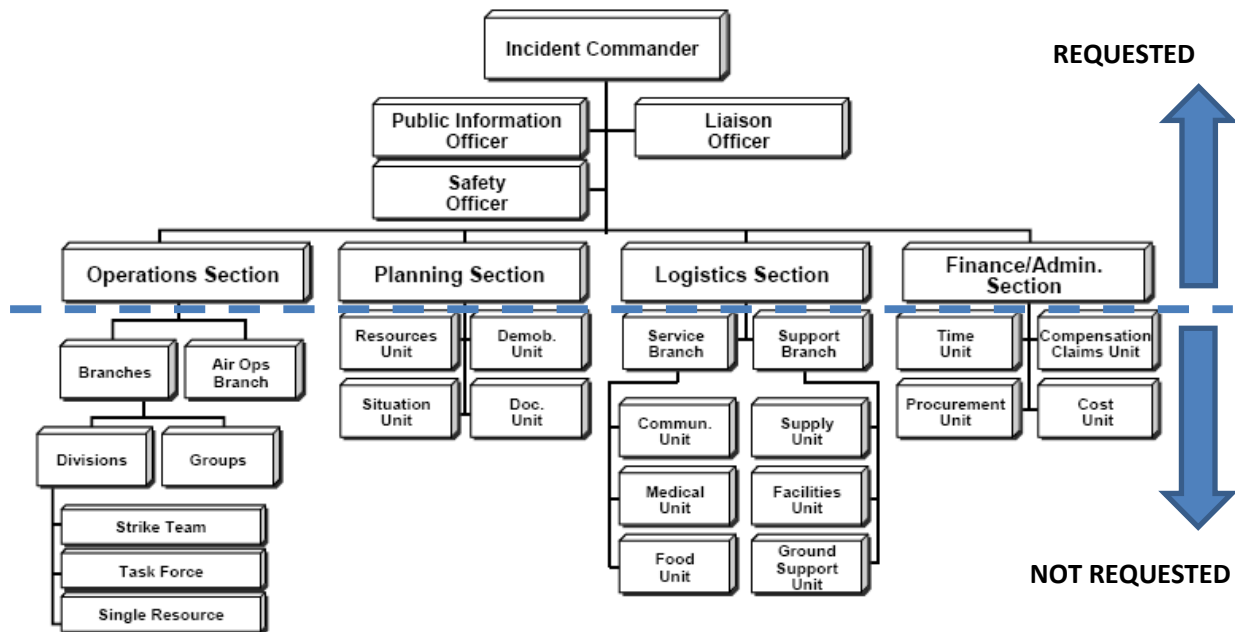 Incident Commander
REQUESTED
Public Information
Officer
Liaison
Officer
Safety
Officer
Operations Section
Planning Section
Logistics Section
Finance/Admin.
Section
Branches
Air Ops
Branch
Divisions
Groups
Strike Team
Task Force
Single Resource
Resources
Unit
Demob.
Unit
Situation
Unit
Doc.
Unit
Service
Branch
Support
Branch
Commun.
Unit
Supply
Unit
Medical
Unit
Facilities
Unit
Food
Unit
Ground
Support
Unit
Time
Unit
Compensation
Claims Unit
Procurement
Unit
Cost
Unit
NOT REQUESTED